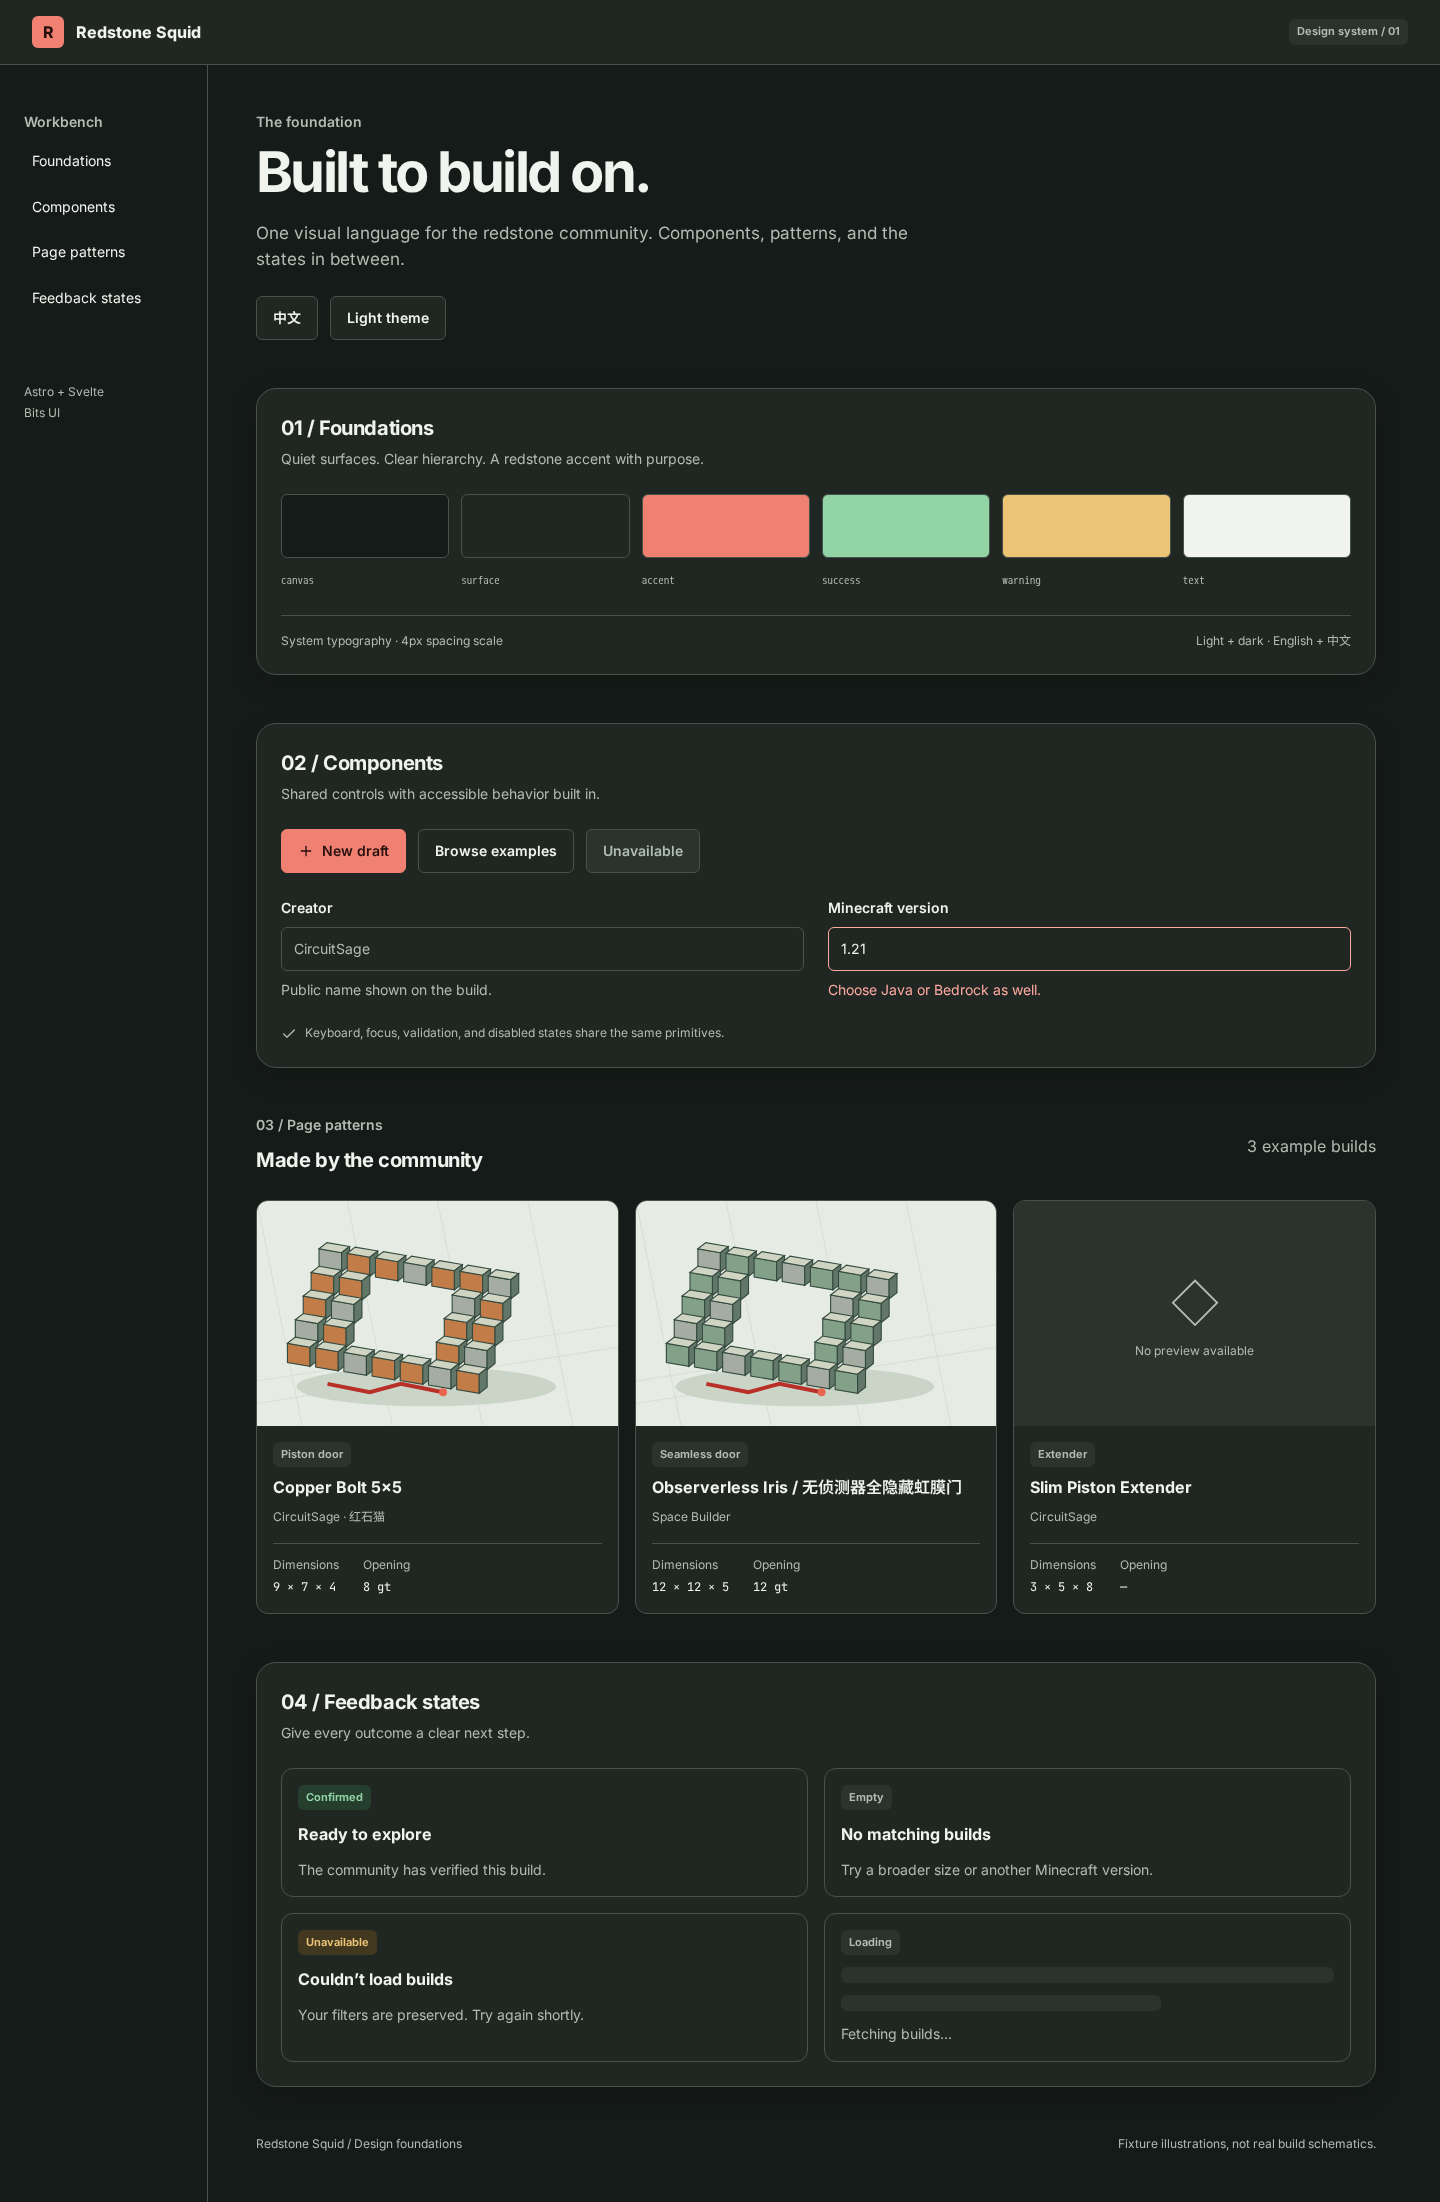 R
Redstone Squid
Design system / 01
Workbench
Foundations
Components
Page patterns
Feedback states
Astro + Svelte
Bits UI
The foundation
Built to build on.
One visual language for the redstone community. Components, patterns, and the
states in between.
中文
Light theme
01 / Foundations
Quiet surfaces. Clear hierarchy. A redstone accent with purpose.
canvas
surface
accent
success
warning
text
System typography · 4px spacing scale
Light + dark · English + 中文
02 / Components
Shared controls with accessible behavior built in.
+ New draft
Browse examples
Unavailable
Creator
CircuitSage
Public name shown on the build.
Minecraft version
1.21
Choose Java or Bedrock as well.
Keyboard, focus, validation, and disabled states share the same primitives.
03 / Page patterns
Made by the community
3 example builds
Piston door
Copper Bolt 5×5
CircuitSage · 红石猫
Dimensions
Opening
9 × 7 × 4
8 gt
Seamless door
Observerless Iris / 无侦测器全隐藏虹膜门
Space Builder
Dimensions
Opening
12 × 12 × 5
12 gt
No preview available
Extender
Slim Piston Extender
CircuitSage
Dimensions
Opening
3 × 5 × 8
—
04 / Feedback states
Give every outcome a clear next step.
Confirmed
Ready to explore
The community has verified this build.
Empty
No matching builds
Try a broader size or another Minecraft version.
Unavailable
Couldn’t load builds
Your filters are preserved. Try again shortly.
Loading
Fetching builds…
Redstone Squid / Design foundations
Fixture illustrations, not real build schematics.